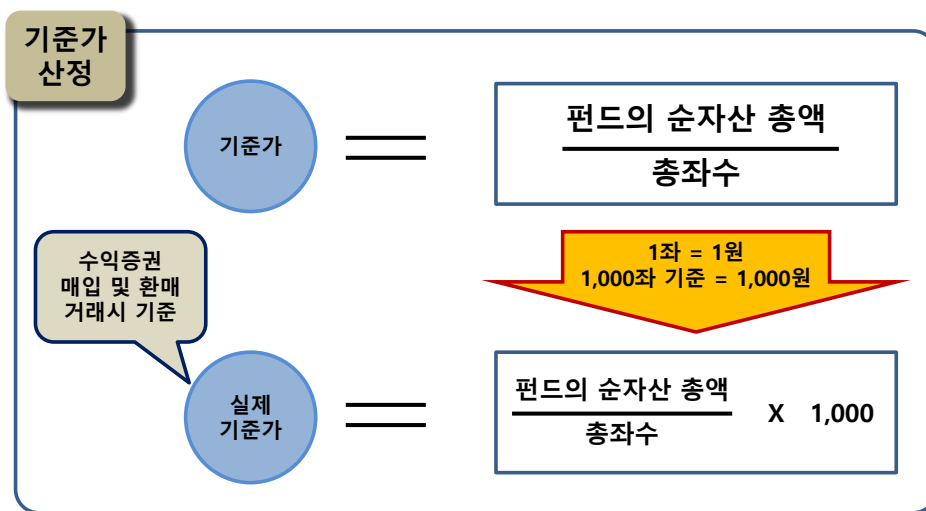 기준가
산정
기준가
펀드의 순자산 총액
총좌수
수익증권
매입 및 환매
거래시 기준
1좌 = 1원
1,000좌 기준 = 1,000원
실제
기준가
펀드의 순자산 총액
총좌수
X 1,000